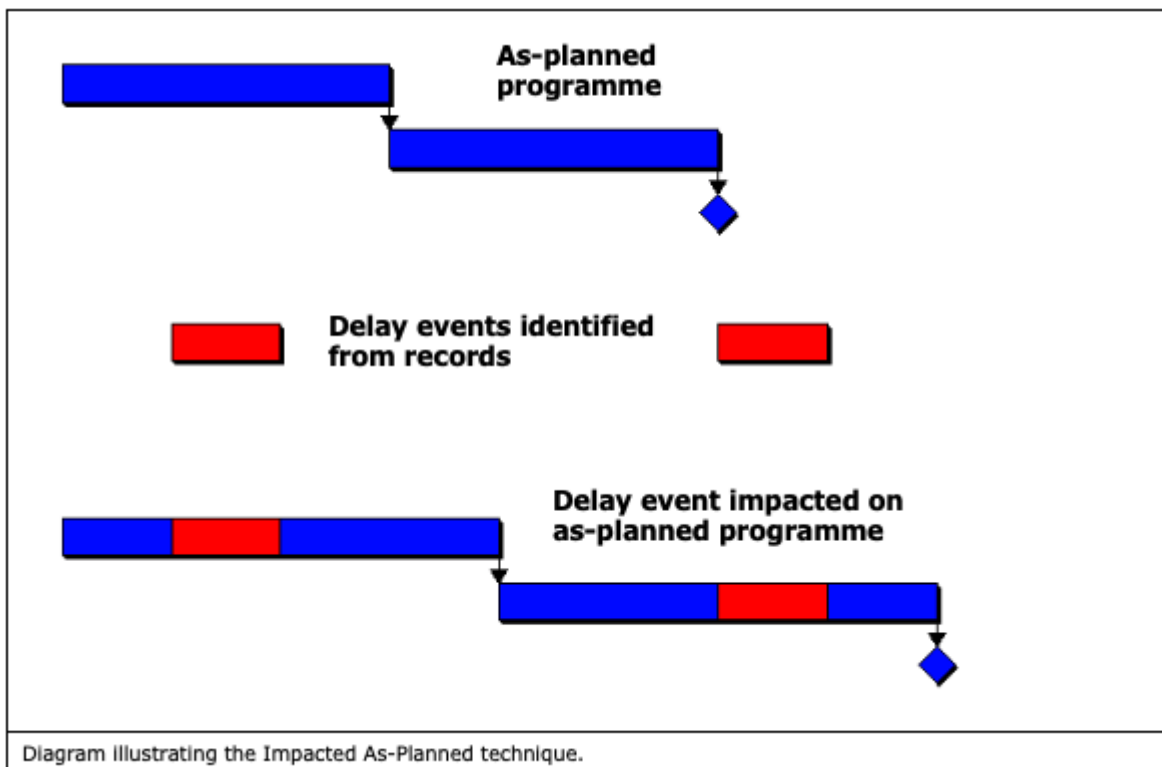 As-planned
programme
Delay events identified
from records
Delay event impacted on
as-planned programme
Diagram illustrating the Impacted As-Planned technique.